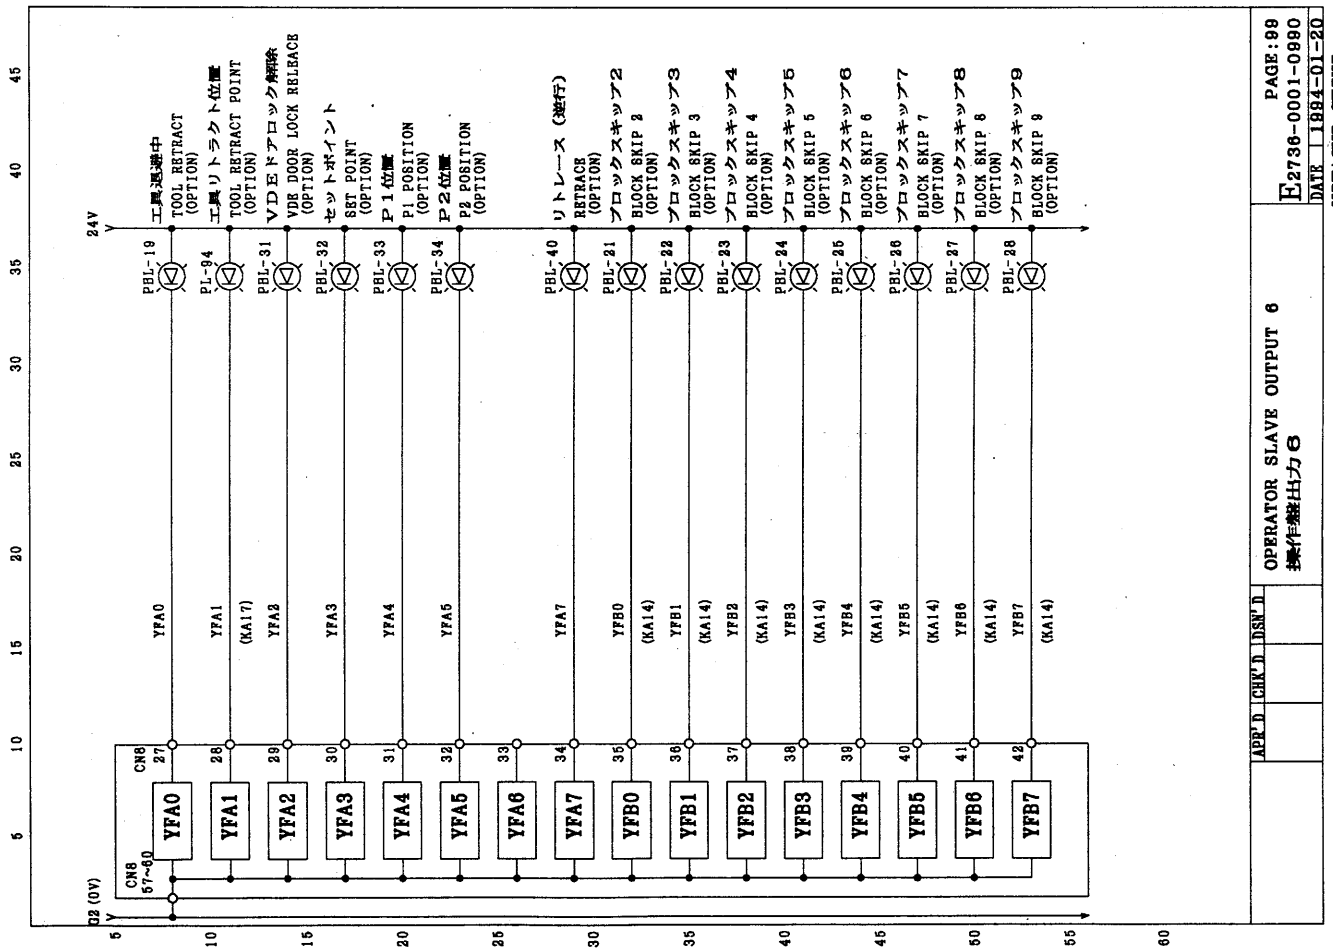 5
10
15
20
25
30
35
40
45
24V
G2 (0V)
CN8
57~60
CN8
YFA0
27
YFA0
PBL-19
工具退避中
TOOL RETRACT
(OPTION)
YFA1
28
YFA1
(KA17)
PL-94
工具リトラクト位置
TOOL RETRACT POINT
(OPTION)
YFA2
29
YFA2
PBL-31
VDEドアロック解除
VDE DOOR LOCK RELEACE
(OPTION)
YFA3
30
YFA3
PBL-32
セットポイント
SET POINT
(OPTION)
YFA4
31
YFA4
PBL-33
P1位置
P1 POSITION
(OPTION)
YFA5
32
YFA5
PBL-34
P2位置
P2 POSITION
(OPTION)
YFA6
33
YFA7
34
YFA7
PBL-40
リトレース (逆行)
RETRACE
(OPTION)
YFB0
35
YFB0
(KA14)
PBL-21
ブロックスキップ2
BLOCK SKIP 2
(OPTION)
YFB1
36
YFB1
(KA14)
PBL-22
ブロックスキップ3
BLOCK SKIP 3
(OPTION)
YFB2
37
YFB2
(KA14)
PBL-23
ブロックスキップ4
BLOCK SKIP 4
(OPTION)
YFB3
38
YFB3
(KA14)
PBL-24
ブロックスキップ5
BLOCK SKIP 5
(OPTION)
YFB4
39
YFB4
(KA14)
PBL-25
ブロックスキップ6
BLOCK SKIP 6
(OPTION)
YFB5
40
YFB5
(KA14)
PBL-26
ブロックスキップ7
BLOCK SKIP 7
(OPTION)
YFB6
41
YFB6
(KA14)
PBL-27
ブロックスキップ8
BLOCK SKIP 8
(OPTION)
YFB7
42
YFB7
(KA14)
PBL-28
ブロックスキップ9
BLOCK SKIP 9
(OPTION)
5
10
15
20
25
30
35
40
45
50
55
60
APR'D CHK'D DSN'D
OPERATOR SLAVE OUTPUT 6
操作盤出力6
PAGE:99
E2736-0001-0990
DATE 1994-01-20